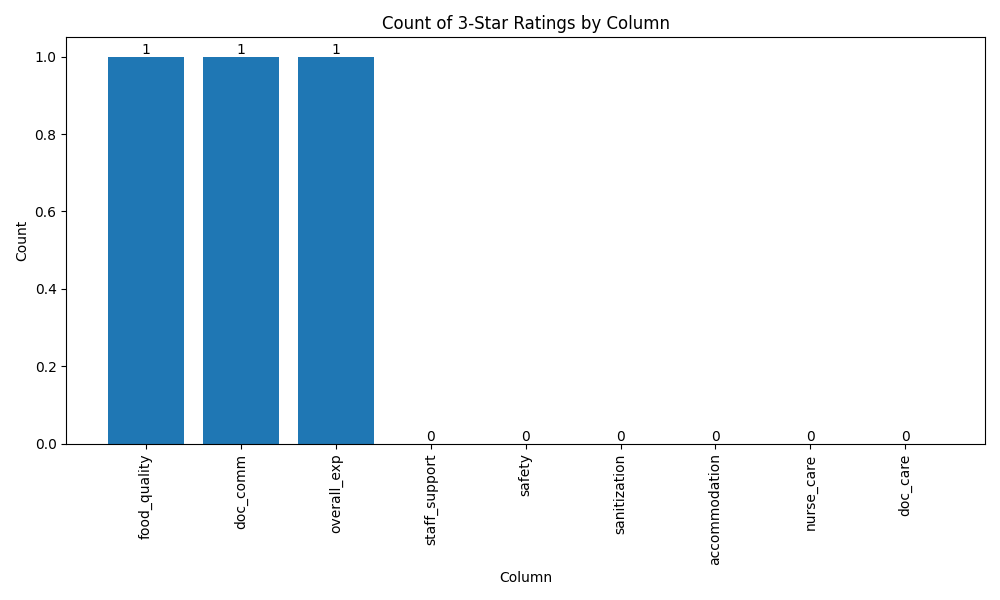 Count of 3-Star Ratings by Column
Count
1.0
0.8
0.6
0.4
0.2
0.0
1 1 1 0 0 0 0 0 0
food_quality
doc_comm
overall_exp
staff_support
safety
sanitization
accommodation
nurse_care
doc_care
Column